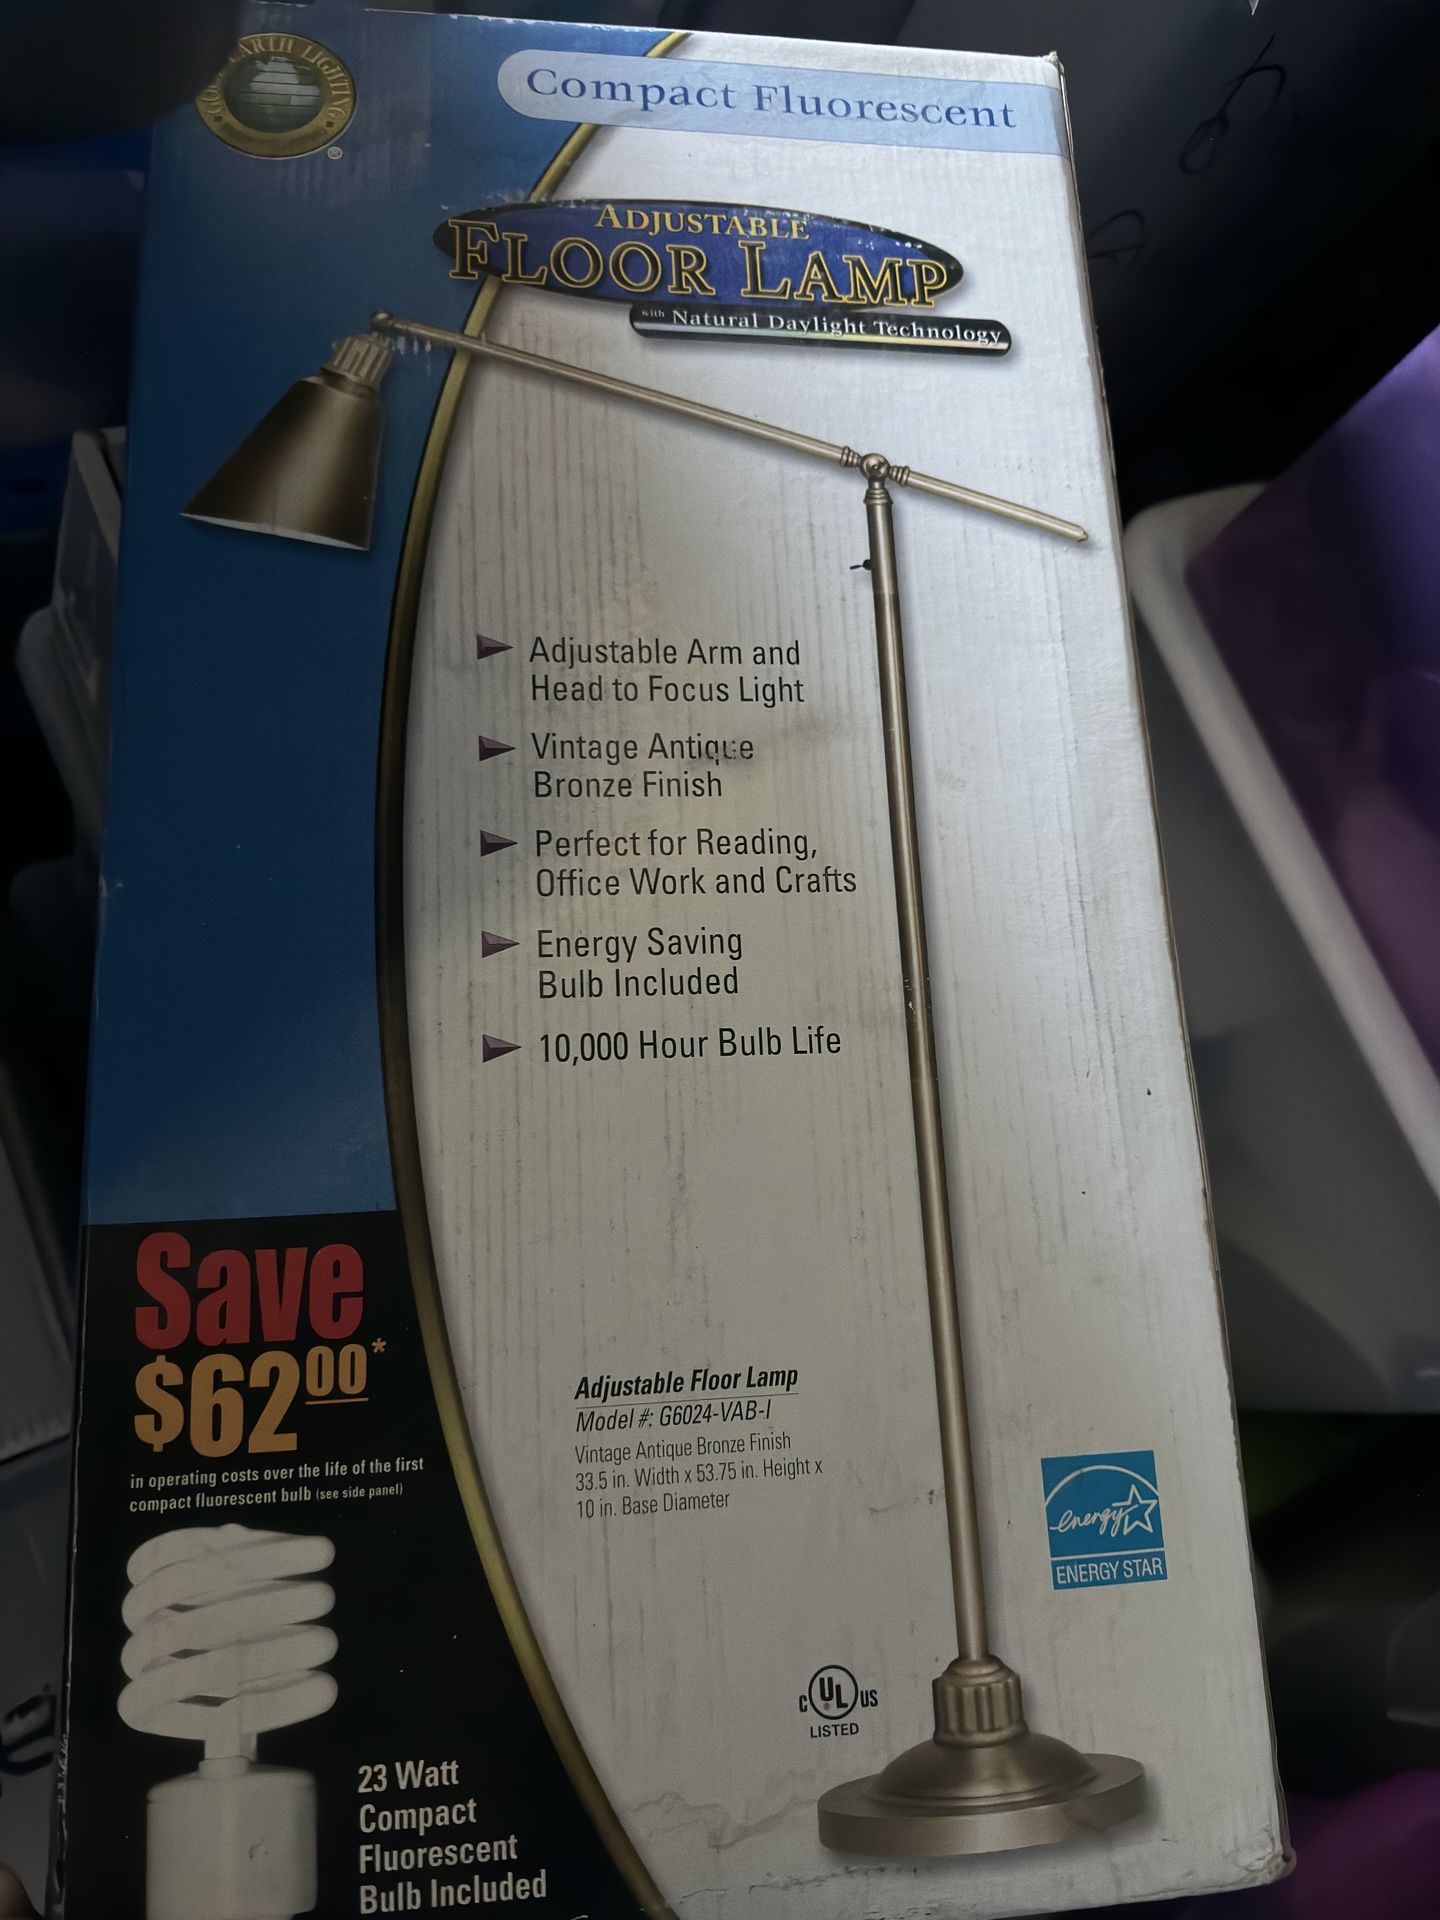 EARTH LIGHTING
®
Compact Fluorescent
ADJUSTABLE
FLOOR LAMP
with Natural Daylight Technology
Adjustable Arm and
Head to Focus Light
Vintage Antique
Bronze Finish
Perfect for Reading,
Office Work and Crafts
Energy Saving
Bulb Included
10,000 Hour Bulb Life
Save
$6200*
in operating costs over the life of the first
compact fluorescent bulb (see side panel)
Adjustable Floor Lamp
Model #: G6024-VAB-I
Vintage Antique Bronze Finish
33.5 in. Width x 53.75 in. Height x
10 in. Base Diameter
energy
ENERGY STAR
C UL® US
LISTED
23 Watt
Compact
Fluorescent
Bulb Included